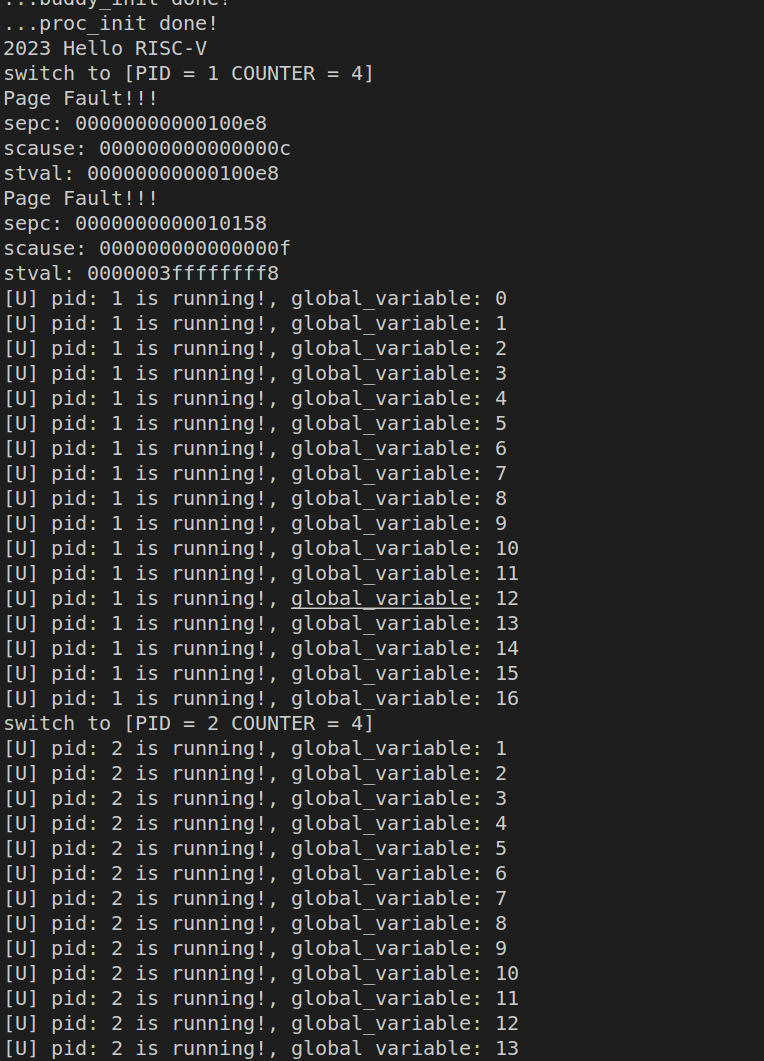 ...buddy_init done!
...proc_init done!
2023 Hello RISC-V
switch to [PID = 1 COUNTER = 4]
Page Fault!!!
sepc: 00000000000100e8
scause: 000000000000000c
stval: 00000000000100e8
Page Fault!!!
sepc: 0000000000010158
scause: 000000000000000f
stval: 0000003ffffffff8
[U] pid: 1 is running!, global_variable: 0
[U] pid: 1 is running!, global_variable: 1
[U] pid: 1 is running!, global_variable: 2
[U] pid: 1 is running!, global_variable: 3
[U] pid: 1 is running!, global_variable: 4
[U] pid: 1 is running!, global_variable: 5
[U] pid: 1 is running!, global_variable: 6
[U] pid: 1 is running!, global_variable: 7
[U] pid: 1 is running!, global_variable: 8
[U] pid: 1 is running!, global_variable: 9
[U] pid: 1 is running!, global_variable: 10
[U] pid: 1 is running!, global_variable: 11
[U] pid: 1 is running!, global_variable: 12
[U] pid: 1 is running!, global_variable: 13
[U] pid: 1 is running!, global_variable: 14
[U] pid: 1 is running!, global_variable: 15
[U] pid: 1 is running!, global_variable: 16
switch to [PID = 2 COUNTER = 4]
[U] pid: 2 is running!, global_variable: 1
[U] pid: 2 is running!, global_variable: 2
[U] pid: 2 is running!, global_variable: 3
[U] pid: 2 is running!, global_variable: 4
[U] pid: 2 is running!, global_variable: 5
[U] pid: 2 is running!, global_variable: 6
[U] pid: 2 is running!, global_variable: 7
[U] pid: 2 is running!, global_variable: 8
[U] pid: 2 is running!, global_variable: 9
[U] pid: 2 is running!, global_variable: 10
[U] pid: 2 is running!, global_variable: 11
[U] pid: 2 is running!, global_variable: 12
[U] pid: 2 is running!, global_variable: 13